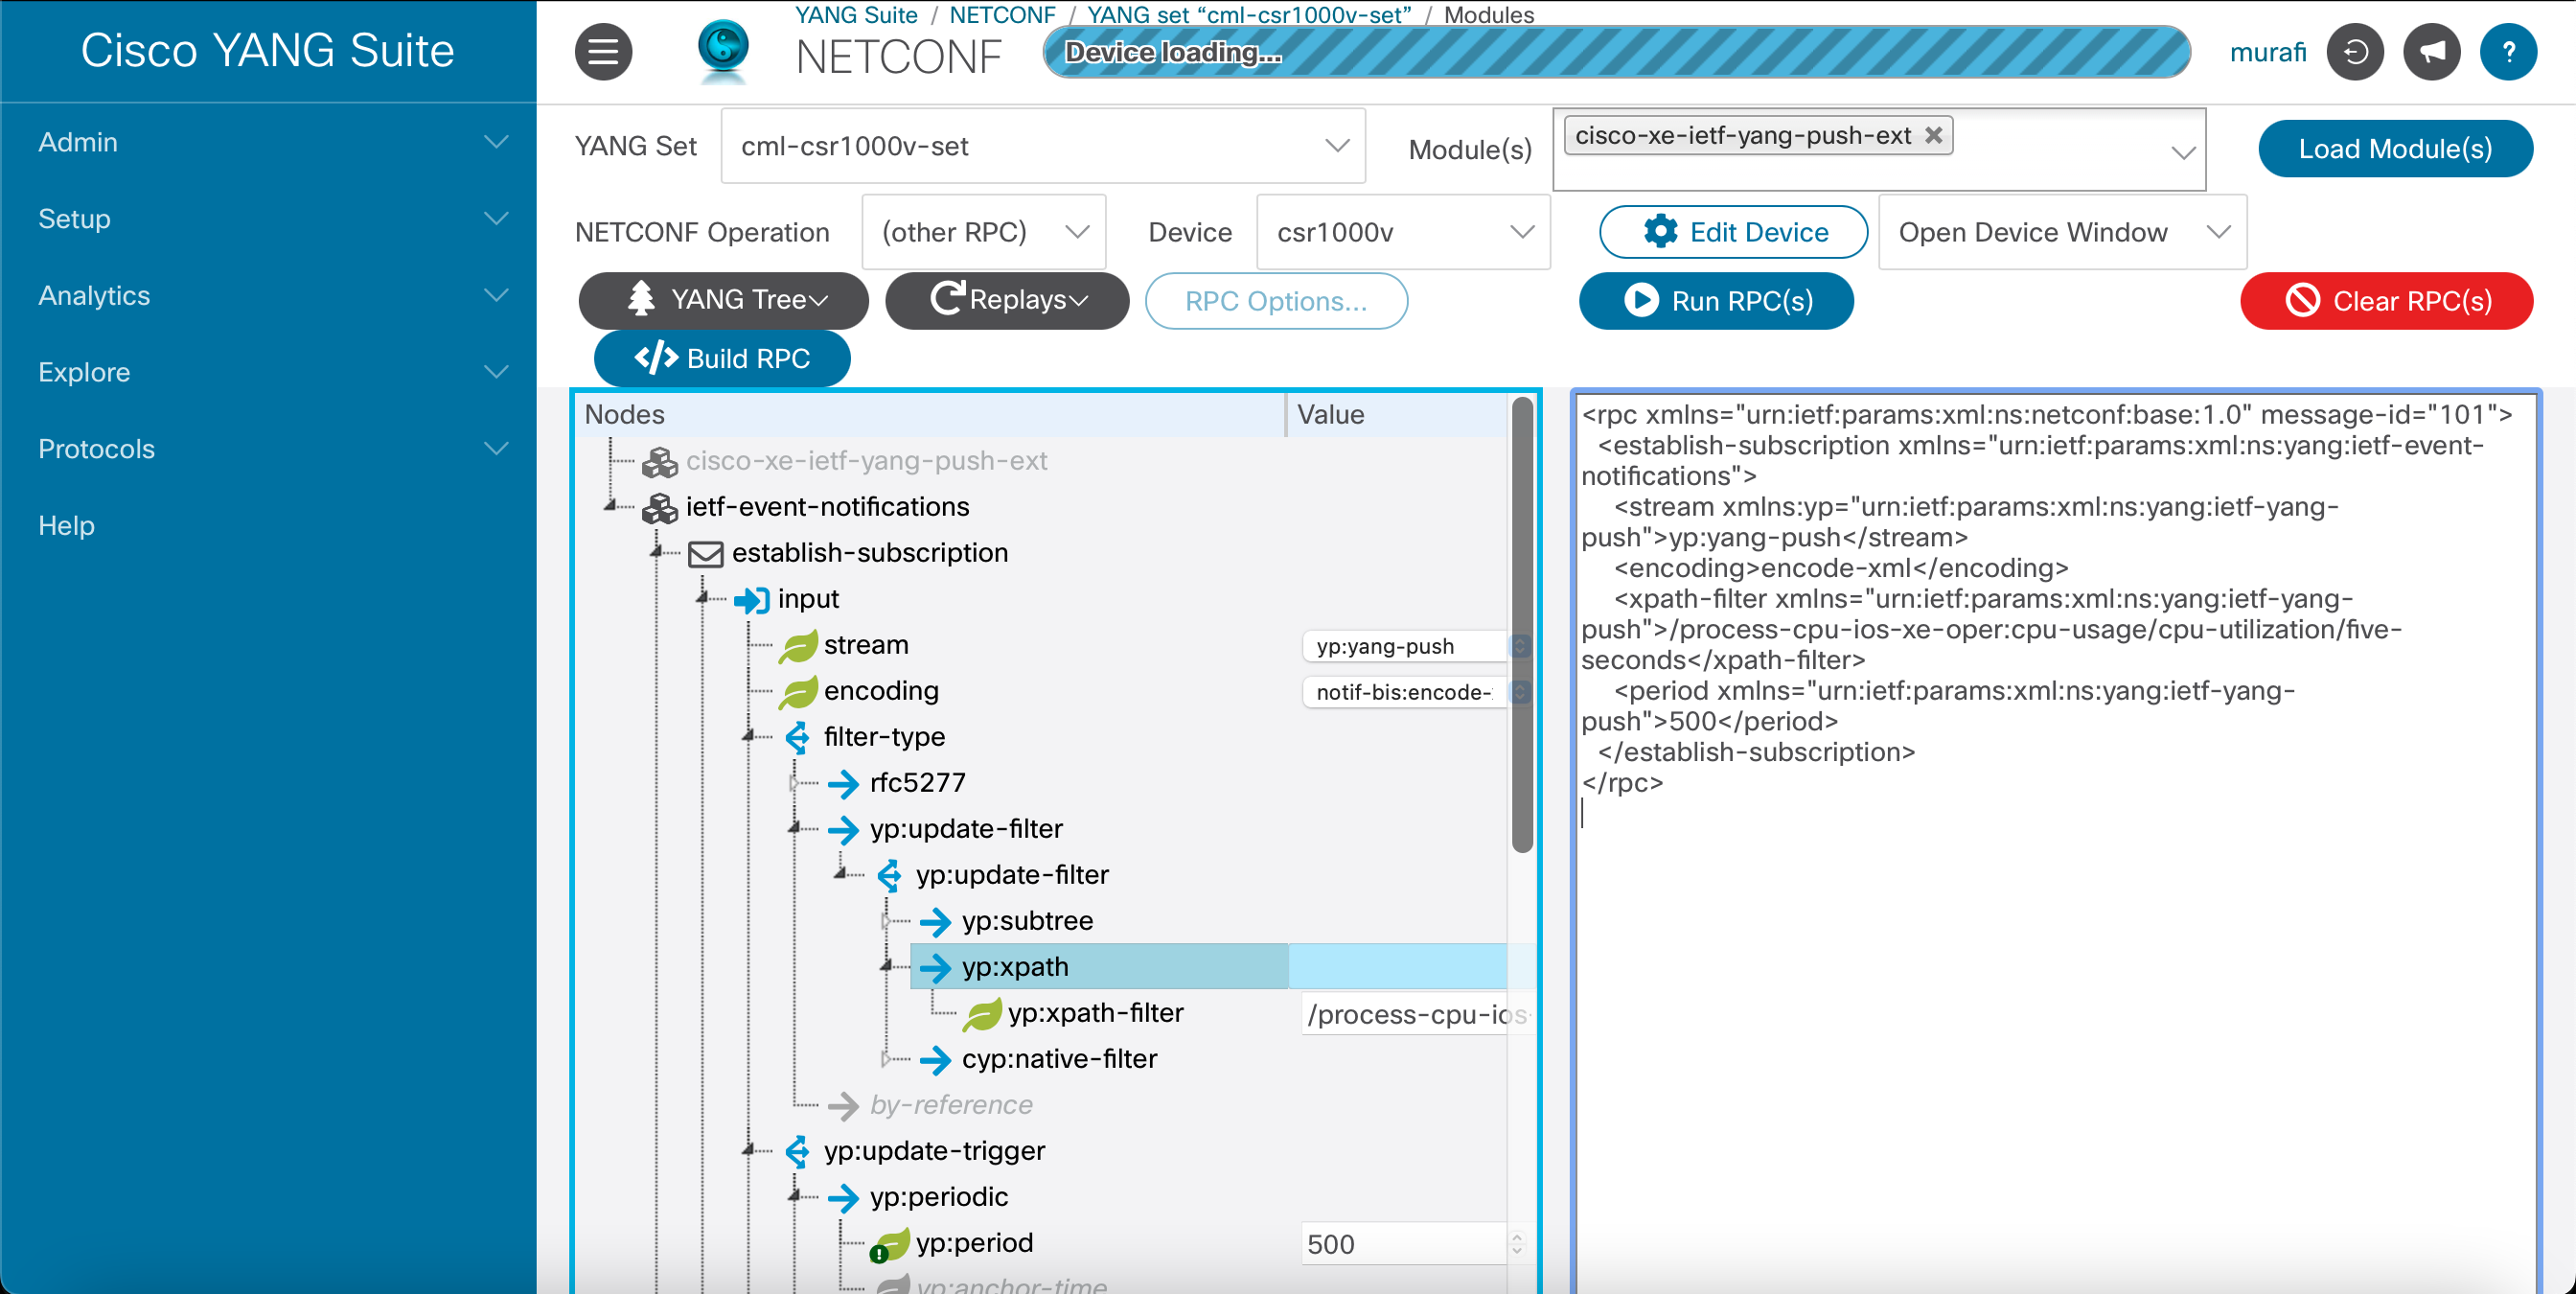 Cisco YANG Suite
Admin
Setup
Analytics
Explore
Protocols
Help
YANG Suite / NETCONF / YANG set “cml-csr1000v-set” / Modules
NETCONF
Device loading...
murafi
?
YANG Set
cml-csr1000v-set
Module(s)
cisco-xe-ietf-yang-push-ext
Load Module(s)
NETCONF Operation
(other RPC)
Device
csr1000v
Edit Device
Open Device Window
YANG Tree
Replays
RPC Options...
Run RPC(s)
Clear RPC(s)
</> Build RPC
Nodes
Value
cisco-xe-ietf-yang-push-ext
ietf-event-notifications
establish-subscription
input
stream
yp:yang-push
encoding
notif-bis:encode-
filter-type
rfc5277
yp:update-filter
yp:update-filter
yp:subtree
yp:xpath
yp:xpath-filter
/process-cpu-ios-
cyp:native-filter
by-reference
yp:update-trigger
yp:periodic
yp:period
500
yp:anchor-time
<rpc xmlns="urn:ietf:params:xml:ns:netconf:base:1.0" message-id="101">
<establish-subscription xmlns="urn:ietf:params:xml:ns:yang:ietf-event-
notifications">
<stream xmlns:yp="urn:ietf:params:xml:ns:yang:ietf-yang-
push">yp:yang-push</stream>
<encoding>encode-xml</encoding>
<xpath-filter xmlns="urn:ietf:params:xml:ns:yang:ietf-yang-
push">/process-cpu-ios-xe-oper:cpu-usage/cpu-utilization/five-
seconds</xpath-filter>
<period xmlns="urn:ietf:params:xml:ns:yang:ietf-yang-
push">500</period>
</establish-subscription>
</rpc>